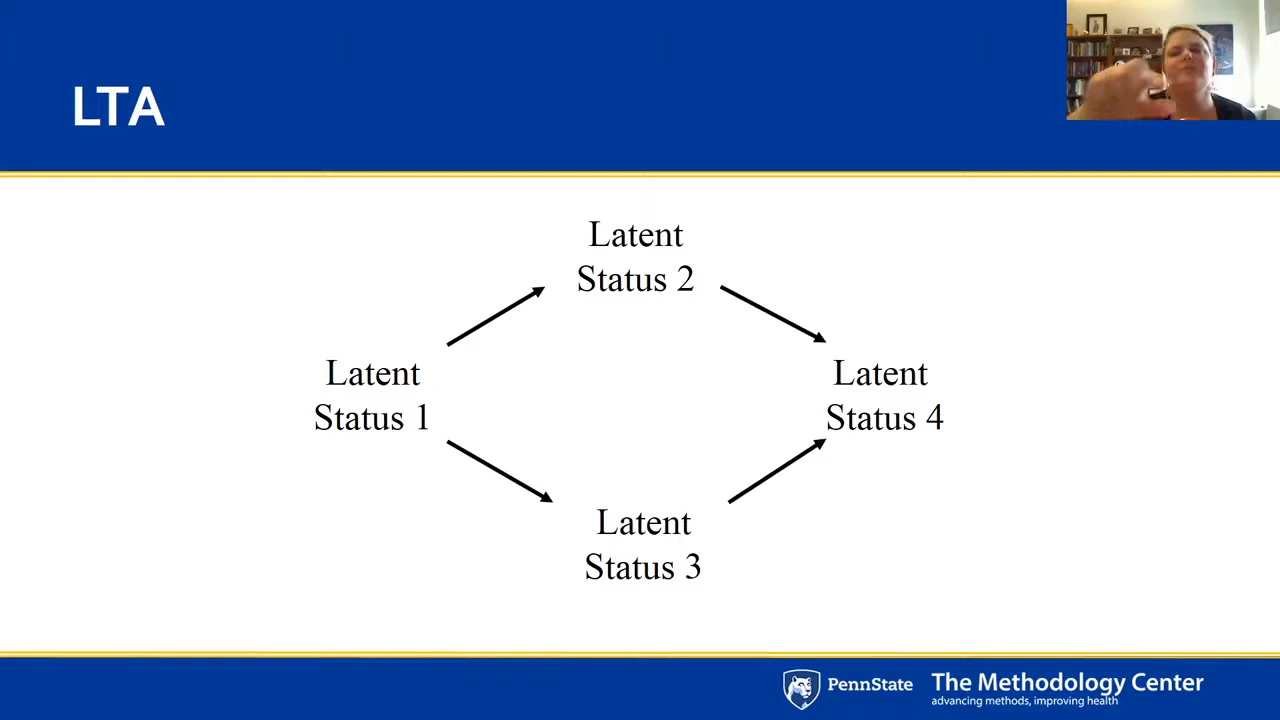 LTA
Latent
Status 2
Latent
Status 1
Latent
Status 4
Latent
Status 3
PennState
The Methodology Center
advancing methods, improving health